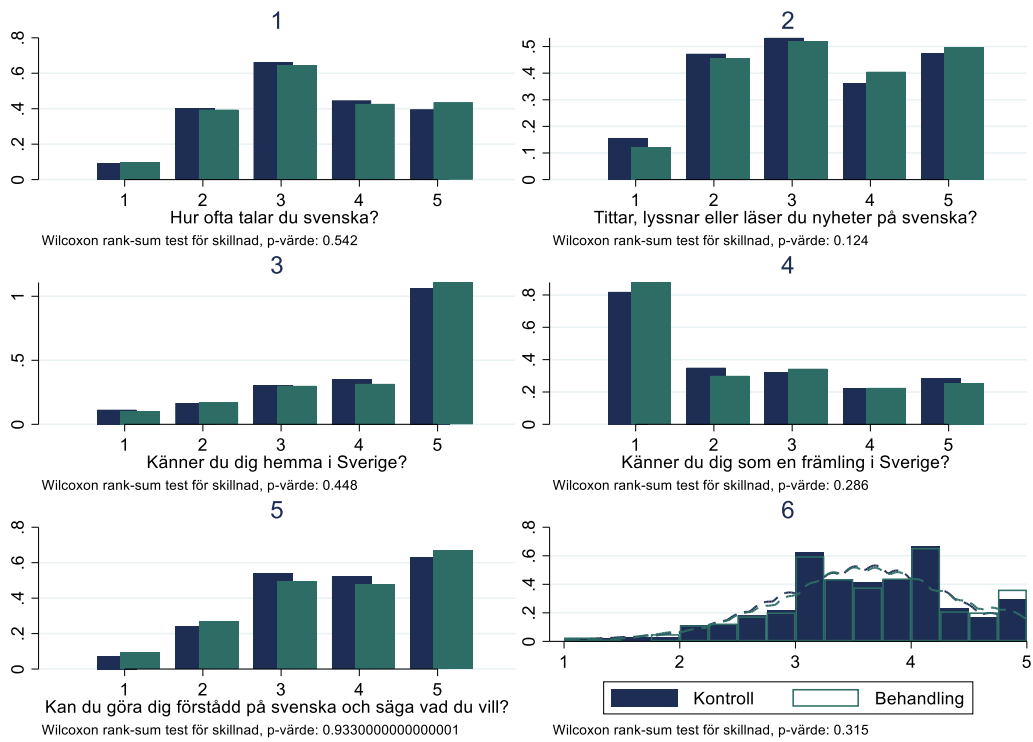 1
.8
.6
.4
.2
0
1 2 3 4 5
Hur ofta talar du svenska?
Wilcoxon rank-sum test för skillnad, p-värde: 0.542
2
.5
.4
.3
.2
.1
0
1 2 3 4 5
Tittar, lyssnar eller läser du nyheter på svenska?
Wilcoxon rank-sum test för skillnad, p-värde: 0.124
3
1
.5
0
1 2 3 4 5
Känner du dig hemma i Sverige?
Wilcoxon rank-sum test för skillnad, p-värde: 0.448
4
.8
.6
.4
.2
0
1 2 3 4 5
Känner du dig som en främling i Sverige?
Wilcoxon rank-sum test för skillnad, p-värde: 0.286
5
.8
.6
.4
.2
0
1 2 3 4 5
Kan du göra dig förstådd på svenska och säga vad du vill?
Wilcoxon rank-sum test för skillnad, p-värde: 0.9330000000000001
6
.8
.6
.4
.2
0
1 2 3 4 5
Kontroll Behandling
Wilcoxon rank-sum test för skillnad, p-värde: 0.315